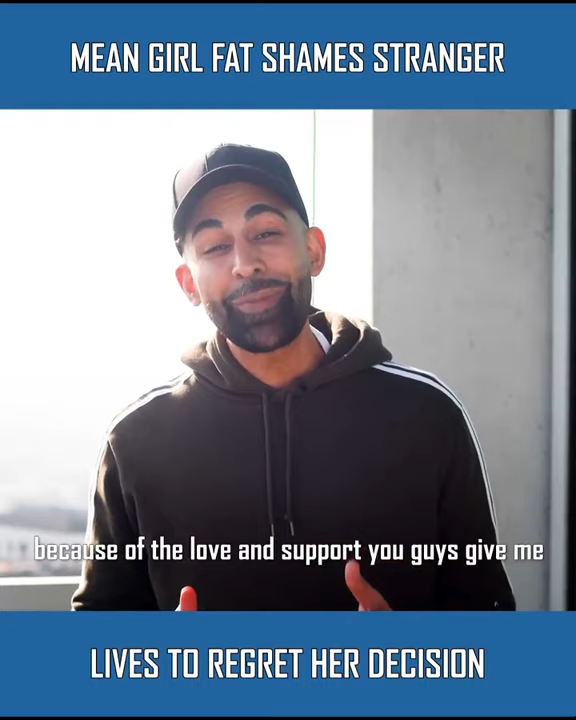 MEAN GIRL FAT SHAMES STRANGER
because of the love and support you guys give me
LIVES TO REGRET HER DECISION